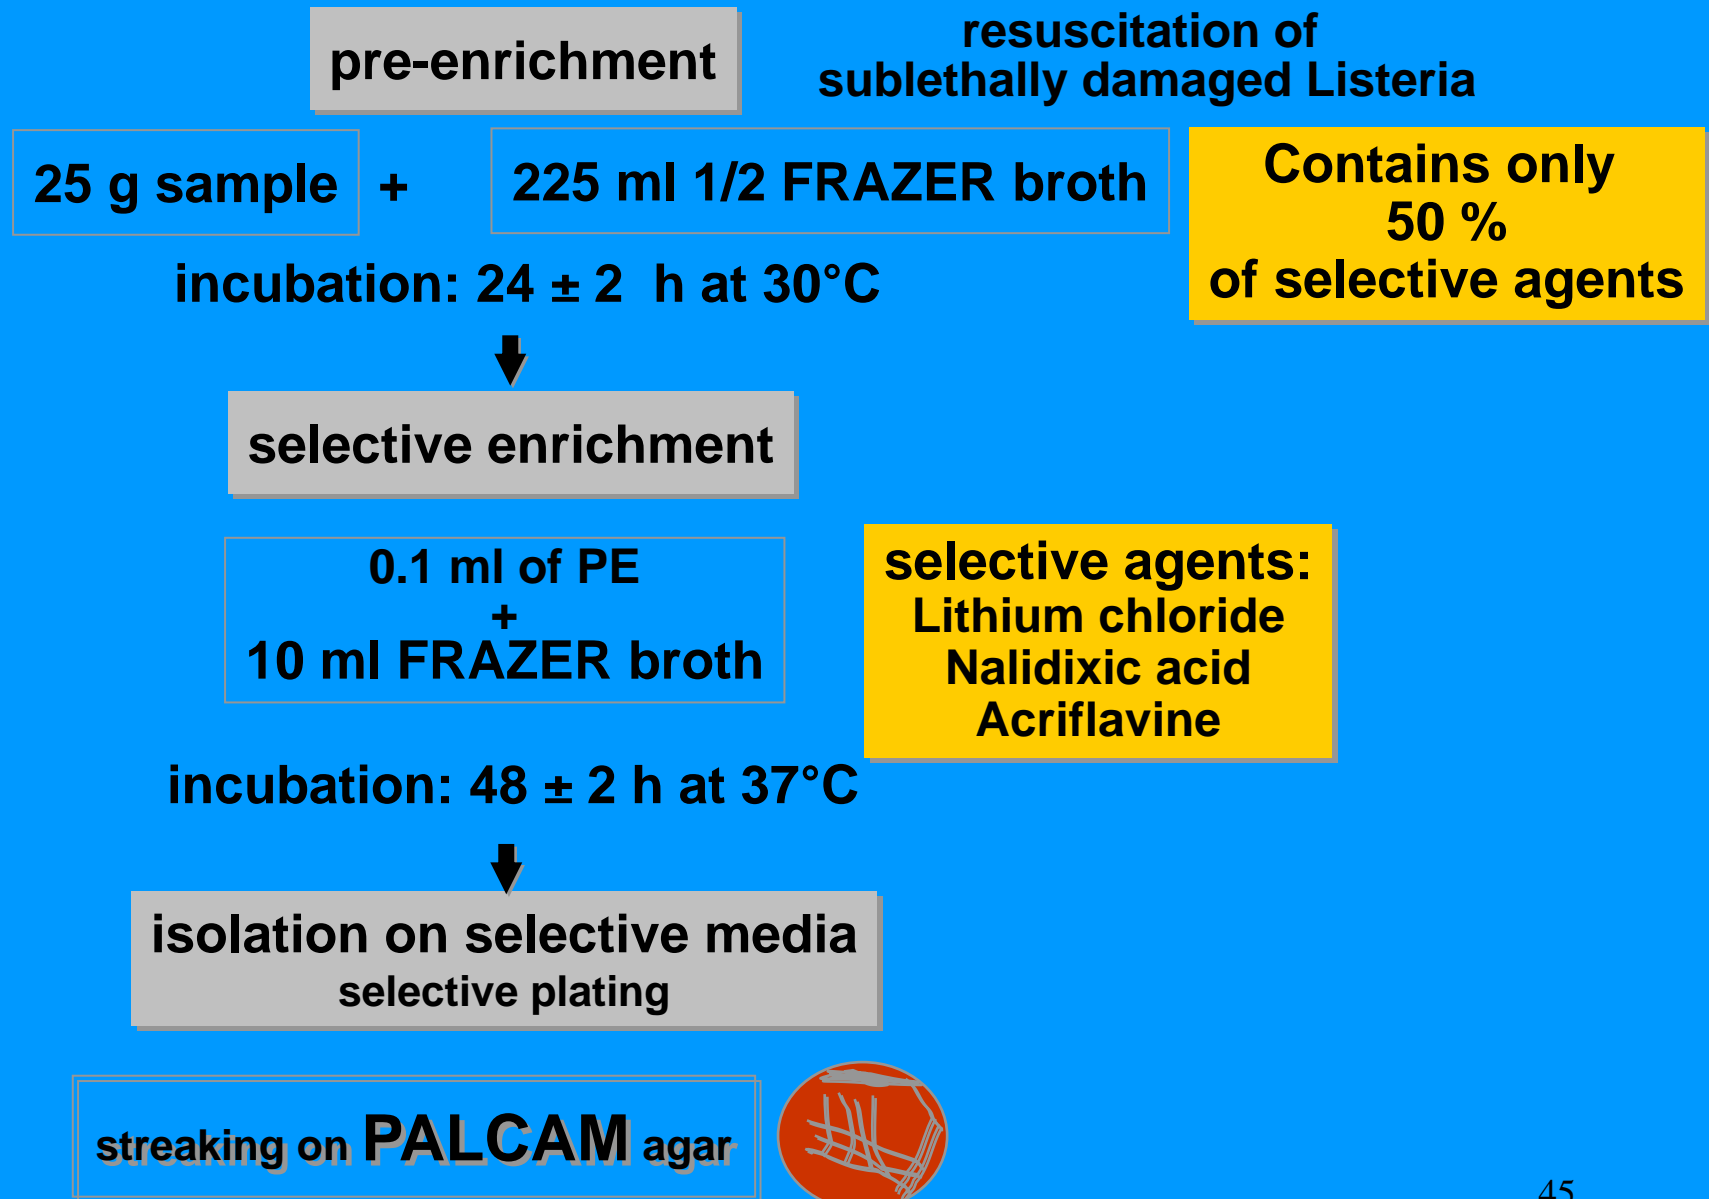 pre-enrichment
resuscitation of
sublethally damaged Listeria
25 g sample + 225 ml 1/2 FRAZER broth
Contains only
50 %
of selective agents
incubation: 24 ± 2 h at 30°C
selective enrichment
0.1 ml of PE
+
10 ml FRAZER broth
selective agents:
Lithium chloride
Nalidixic acid
Acriflavine
incubation: 48 ± 2 h at 37°C
isolation on selective media
selective plating
streaking on PALCAM agar
45